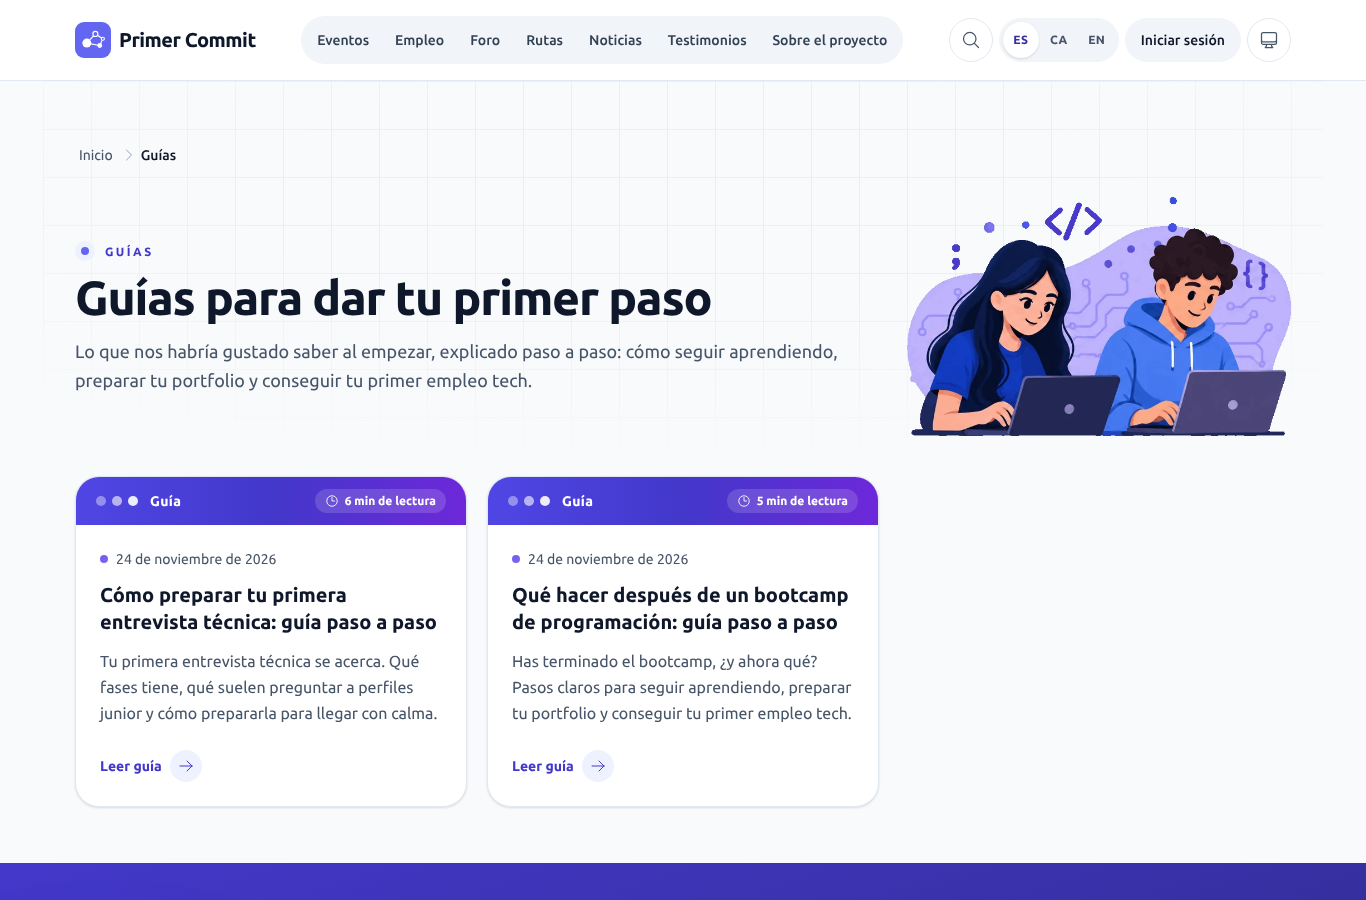 Primer Commit
Eventos
Empleo
Foro
Rutas
Noticias
Testimonios
Sobre el proyecto
ES
CA
EN
Iniciar sesión
Inicio
Guías
GUÍAS
Guías para dar tu primer paso
Lo que nos habría gustado saber al empezar, explicado paso a paso: cómo seguir aprendiendo,
preparar tu portfolio y conseguir tu primer empleo tech.
;
</>
{}
Guía
6 min de lectura
24 de noviembre de 2026
Cómo preparar tu primera
entrevista técnica: guía paso a paso
Tu primera entrevista técnica se acerca. Qué
fases tiene, qué suelen preguntar a perfiles
junior y cómo prepararla para llegar con calma.
Leer guía
Guía
5 min de lectura
24 de noviembre de 2026
Qué hacer después de un bootcamp
de programación: guía paso a paso
Has terminado el bootcamp, ¿y ahora qué?
Pasos claros para seguir aprendiendo, preparar
tu portfolio y conseguir tu primer empleo tech.
Leer guía